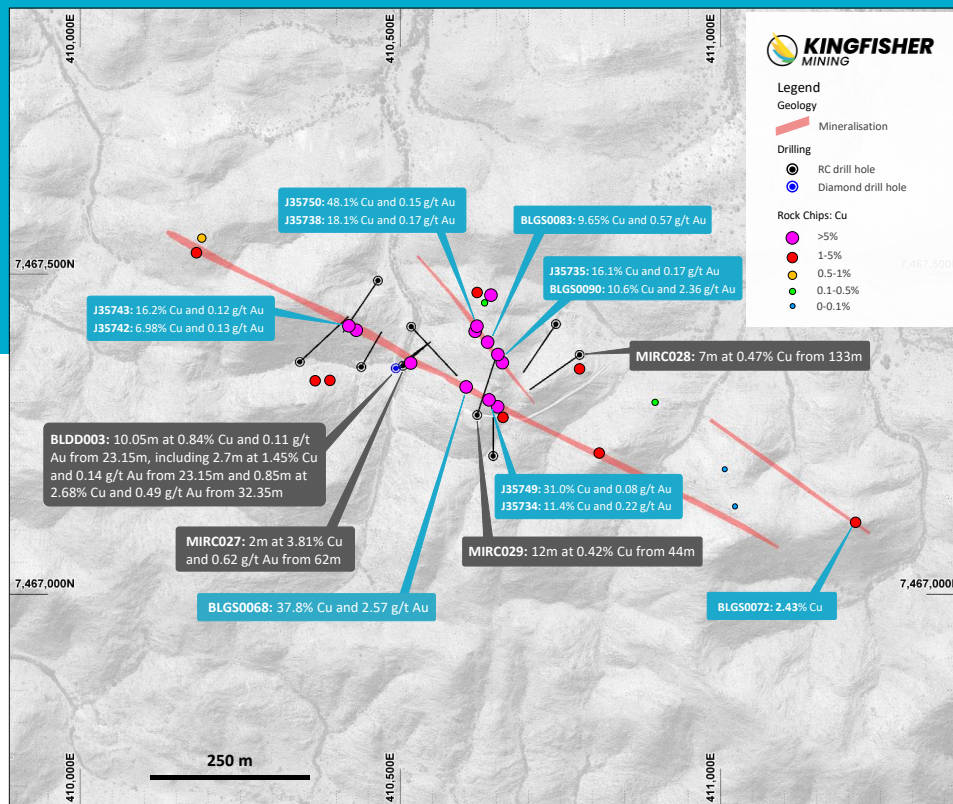 410,000E
410,500E
411,000E
KINGFISHER
MINING
Legend
Geology
Mineralisation
Drilling
RC drill hole
Diamond drill hole
Rock Chips: Cu
>5%
1-5%
0.5-1%
0.1-0.5%
0-0.1%
J35750: 48.1% Cu and 0.15 g/t Au
J35738: 18.1% Cu and 0.17 g/t Au
BLGS0083: 9.65% Cu and 0.57 g/t Au
7,467,500N
7,467,500N
J35735: 16.1% Cu and 0.17 g/t Au
BLGS0090: 10.6% Cu and 2.36 g/t Au
J35743: 16.2% Cu and 0.12 g/t Au
J35742: 6.98% Cu and 0.13 g/t Au
MIRC028: 7m at 0.47% Cu from 133m
BLDD003: 10.05m at 0.84% Cu and 0.11 g/t
Au from 23.15m, including 2.7m at 1.45% Cu
and 0.14 g/t Au from 23.15m and 0.85m at
2.68% Cu and 0.49 g/t Au from 32.35m
J35749: 31.0% Cu and 0.08 g/t Au
J35734: 11.4% Cu and 0.22 g/t Au
MIRC027: 2m at 3.81% Cu
and 0.62 g/t Au from 62m
MIRC029: 12m at 0.42% Cu from 44m
7,467,000N
7,467,000N
BLGS0068: 37.8% Cu and 2.57 g/t Au
BLGS0072: 2.43% Cu
250 m
410,000E
410,500E
411,000E